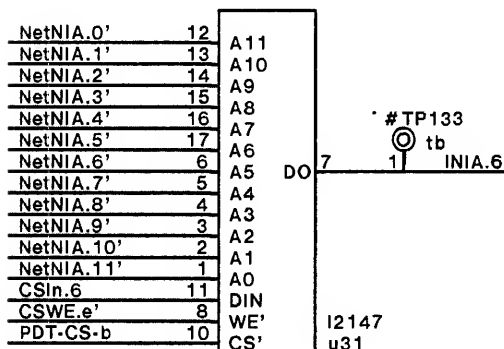 NetNIA.0' 12 A11
NetNIA.1' 13 A10
NetNIA.2' 14 A9
NetNIA.3' 15 A8
NetNIA.4' 16 A7
NetNIA.5' 17 A6
NetNIA.6' 6 A5
NetNIA.7' 5 A4
NetNIA.8' 4 A3
NetNIA.9' 3 A2
NetNIA.10' 2 A1
NetNIA.11' 1 A0
CSIn.6 11 DIN
CSWE.e' 8 WE'
PDT-CS-b 10 CS'
DO 7 1 INIA.6
#TP133
tb
I2147
u31